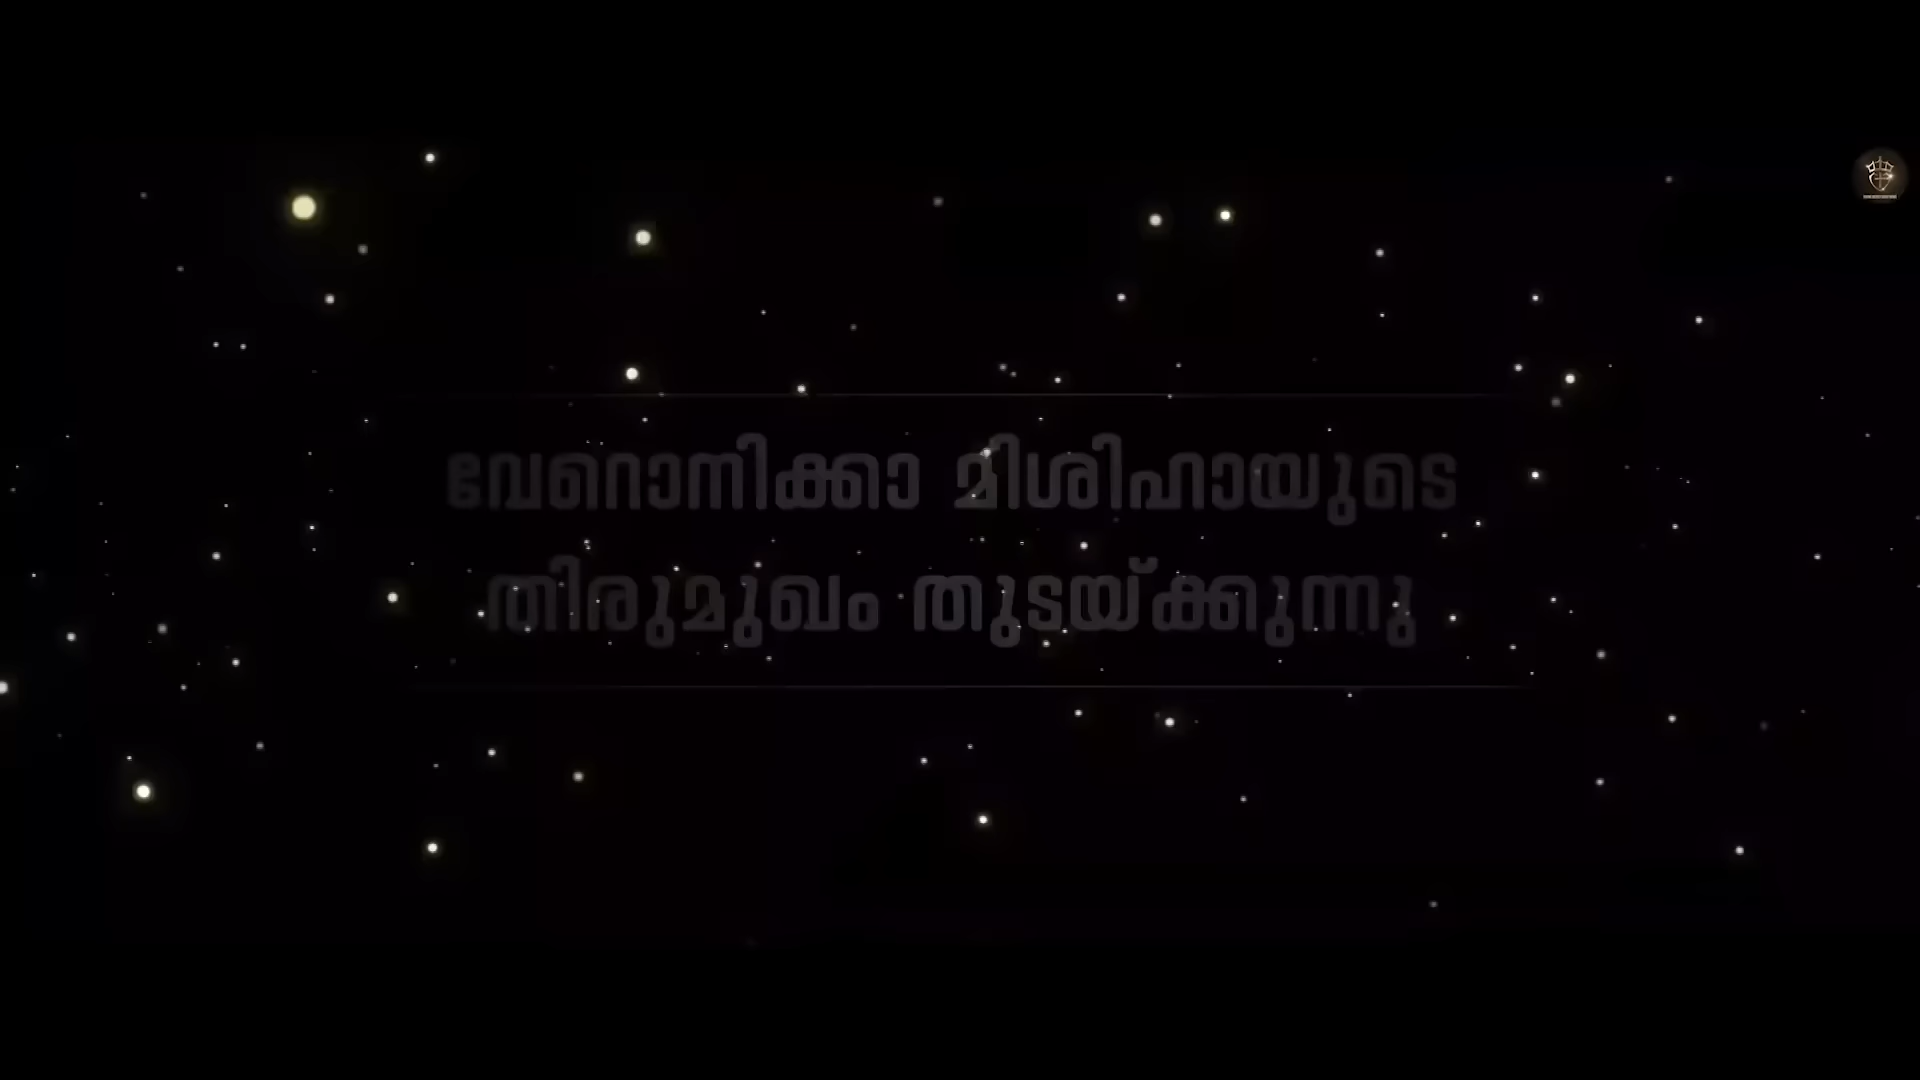 വേറൊനിക്കാ മിശിഹായുടെ
തിരുമുഖം തുടയ്ക്കുന്നു